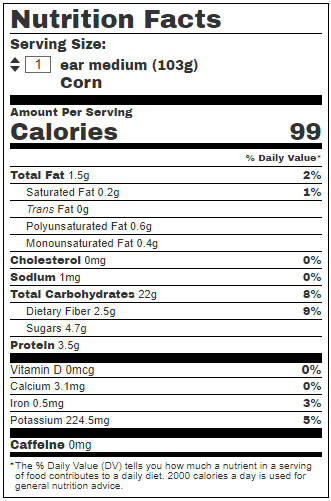 Nutrition Facts
Serving Size:
1 ear medium (103g)
Corn
Amount Per Serving
Calories 99
% Daily Value*
Total Fat 1.5g 2%
Saturated Fat 0.2g 1%
Trans Fat 0g
Polyunsaturated Fat 0.6g
Monounsaturated Fat 0.4g
Cholesterol 0mg 0%
Sodium 1mg 0%
Total Carbohydrates 22g 8%
Dietary Fiber 2.5g 9%
Sugars 4.7g
Protein 3.5g
Vitamin D 0mcg 0%
Calcium 3.1mg 0%
Iron 0.5mg 3%
Potassium 224.5mg 5%
Caffeine 0mg
*The % Daily Value (DV) tells you how much a nutrient in a serving
of food contributes to a daily diet. 2000 calories a day is used for
general nutrition advice.